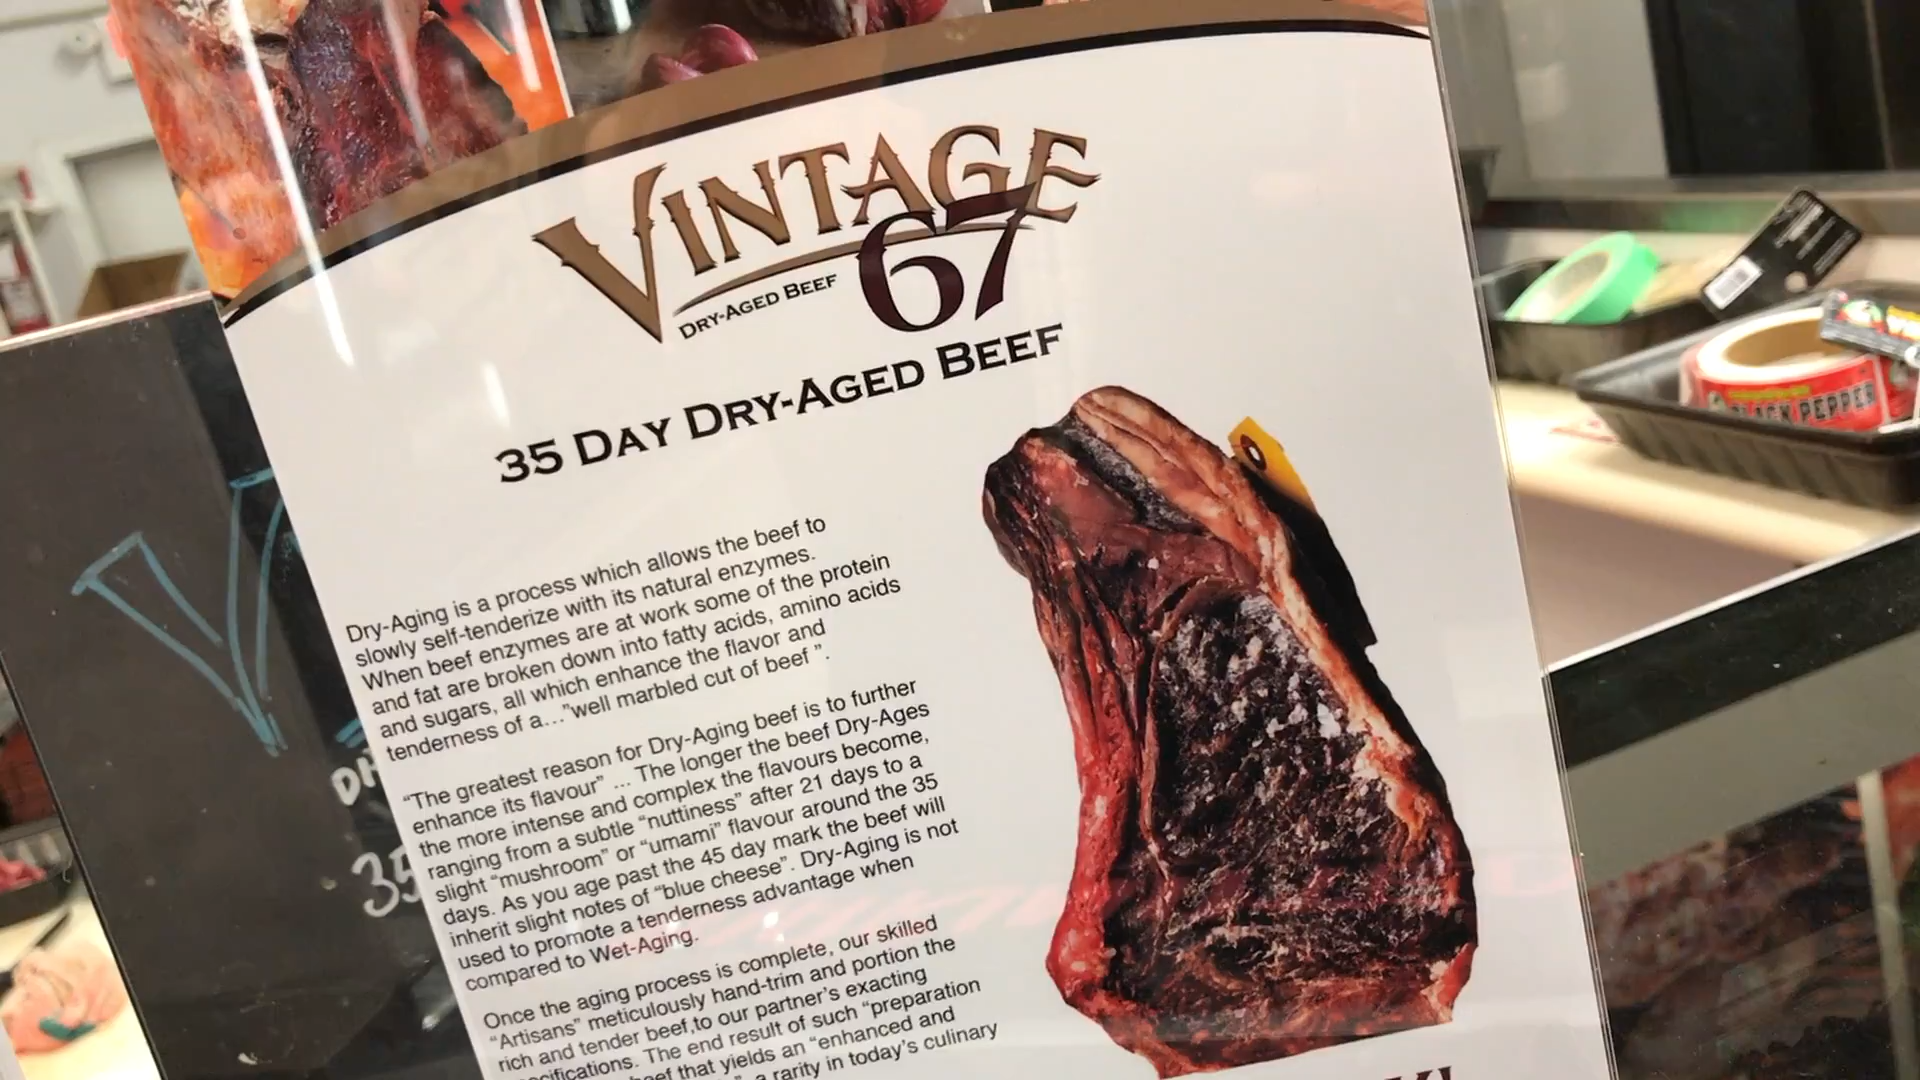 VINTAGE
67
DRY-AGED BEEF
35 DAY DRY-AGED BEEF
Dry-Aging is a process which allows the beef to
slowly self-tenderize with its natural enzymes.
When beef enzymes are at work some of the protein
and fat are broken down into fatty acids, amino acids
and sugars, all which enhance the flavor and
tenderness of a..."well marbled cut of beef ".
"The greatest reason for Dry-Aging beef is to further
enhance its flavour" ... The longer the beef Dry-Ages
the more intense and complex the flavours become,
ranging from a subtle "nuttiness" after 21 days to a
slight "mushroom" or "umami" flavour around the 35
days. As you age past the 45 day mark the beef will
inherit slight notes of "blue cheese". Dry-Aging is not
used to promote a tenderness advantage when
compared to Wet-Aging.
Once the aging process is complete, our skilled
"Artisans" meticulously hand-trim and portion the
rich and tender beef,to our partner's exacting
The end result of such "preparation
that yields an "enhanced and
a rarity in today's culinary
35
BLACK PEPPER